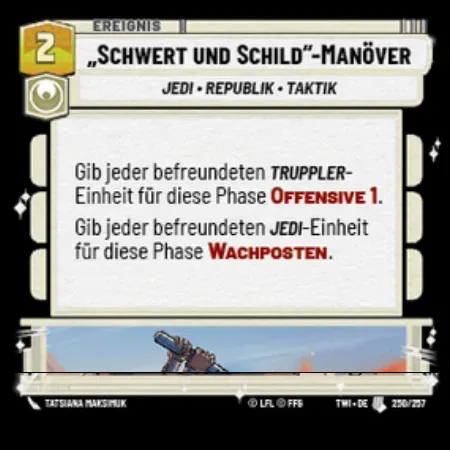 EREIGNIS
2
„SCHWERT UND SCHILD“-MANÖVER
JEDI • REPUBLIK • TAKTIK
Gib jeder befreundeten TRUPPLER-
Einheit für diese Phase OFFENSIVE 1.
Gib jeder befreundeten JEDI-Einheit
für diese Phase WACHPOSTEN.
TATSIANA MAKSIMUK
© LFL © FFG
TWI • DE
250/257